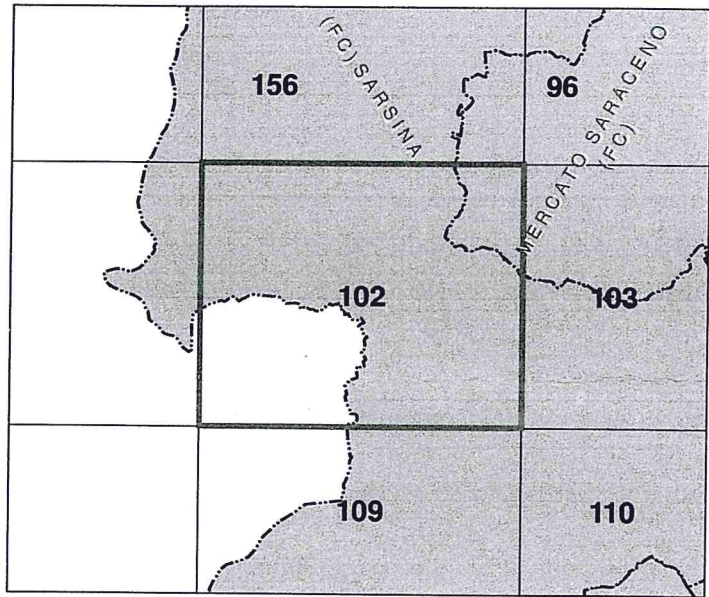 156
(FC) SARSINA
96
MERCATO SARACENO
(FC)
102
103
109
110